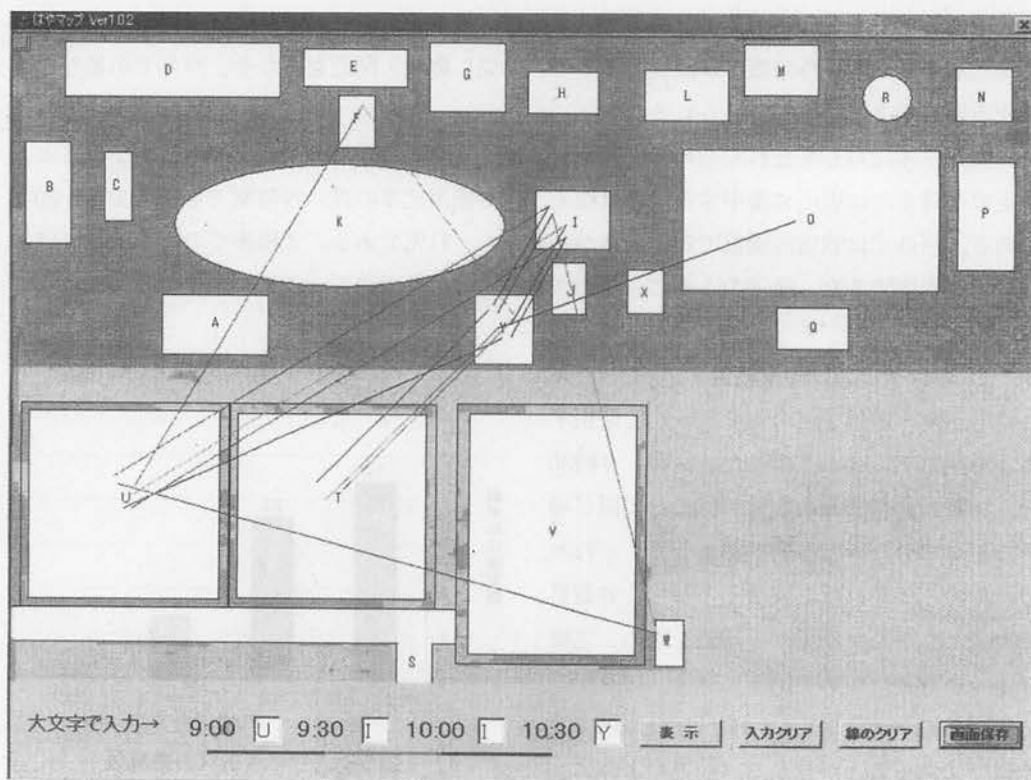 はやマップ Ver1.02
D
E
G
H
L
M
R
N
F
B
C
K
I
O
P
A
Y
J
X
Q
U
T
V
W
S
大文字で入力→ 9:00 U 9:30 I 10:00 I 10:30 Y 表示 入力クリア 線のクリア 画面保存